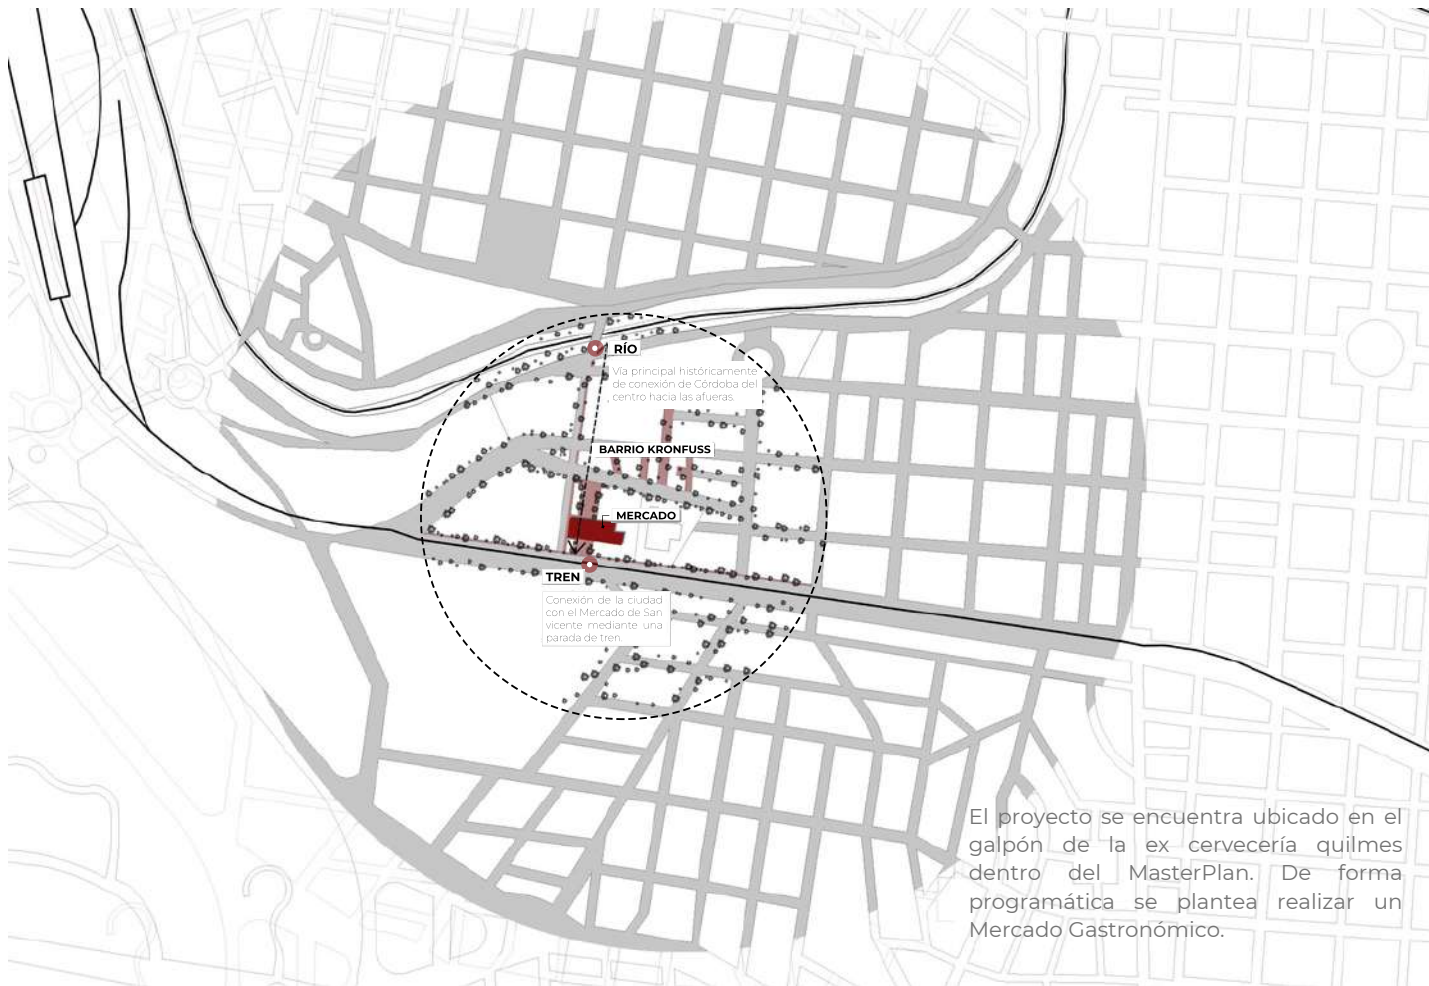 RÍO
Vía principal históricamente
de conexión de Córdoba del
centro hacia las afueras.
BARRIO KRONFUSS
MERCADO
TREN
Conexión de la ciudad
con el Mercado de San
vicente mediante una
parada de tren.
El proyecto se encuentra ubicado en el
galpón de la ex cervecería quilmes
dentro del MasterPlan. De forma
programática se plantea realizar un
Mercado Gastronómico.